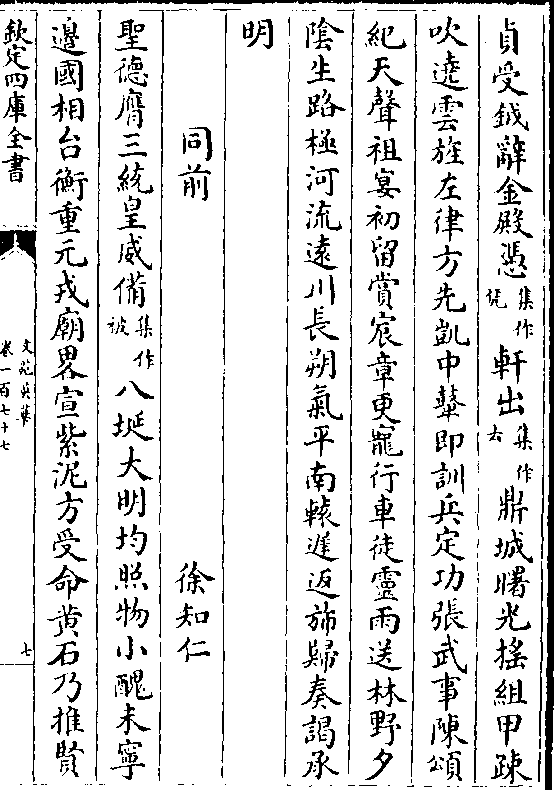 貞受鉞辭金殿憑集作凭軒出集作去鼎城曙光揺組甲疎
吹遶雲旌左律方先凱中鼙即訓兵定功張武事陳頌
紀天聲祖宴初留賞宸章更寵行車徒靈雨送林野夕
隂生路極河流遠川長朔氣平南轅遲返斾歸奏謁承
明
同前 徐知仁
聖德膺三統皇威備集作被八埏大明均照物小醜未寧
邊國相台衡重元戎廟畧宣紫泥方受命黄石乃推賢
欽定四庫全書
文苑英華
卷一百七十七
七